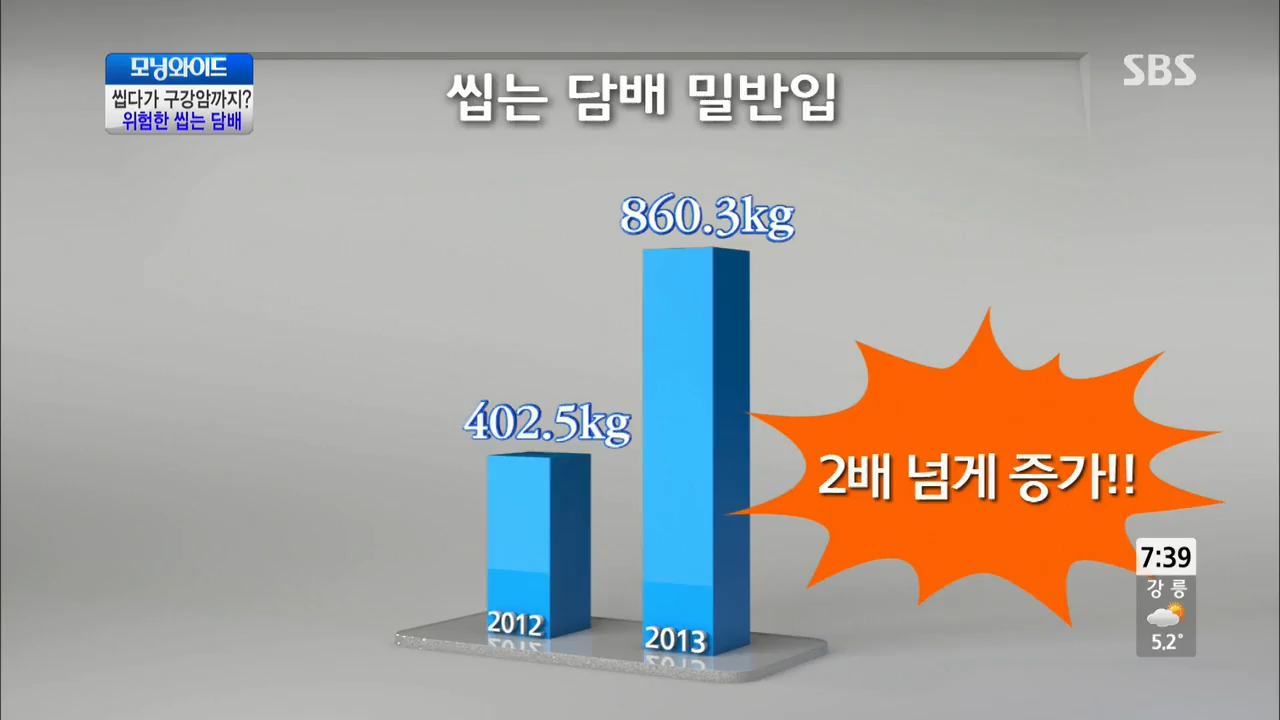 모닝와이드
씹다가 구강암까지?
위험한 씹는 담배
씹는 담배 밀반입
SBS
860.3kg
402.5kg
2배 넘게 증가!!
2012
2013
7:39
강릉
5.2°